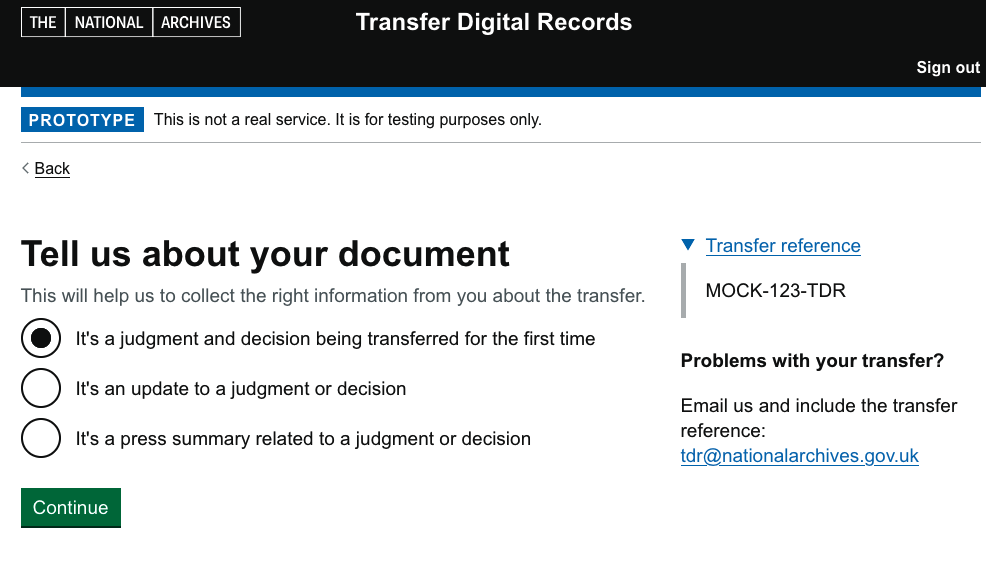 THE NATIONAL ARCHIVES
Transfer Digital Records
Sign out
PROTOTYPE This is not a real service. It is for testing purposes only.
Back
Tell us about your document
This will help us to collect the right information from you about the transfer.
It's a judgment and decision being transferred for the first time
It's an update to a judgment or decision
It's a press summary related to a judgment or decision
Continue
Transfer reference
MOCK-123-TDR
Problems with your transfer?
Email us and include the transfer
reference:
tdr@nationalarchives.gov.uk